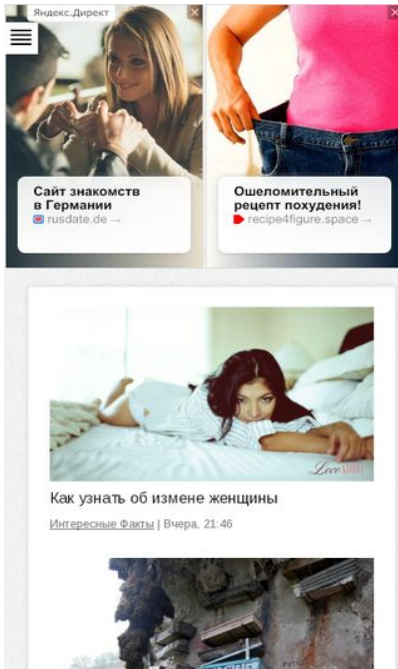 Яндекс.Директ
Сайт знакомств
в Германии
rusdate.de →
Ошеломительный
рецепт похудения!
recipe4figure.space →
Love
Как узнать об измене женщины
Интересные Факты | Вчера, 21:46